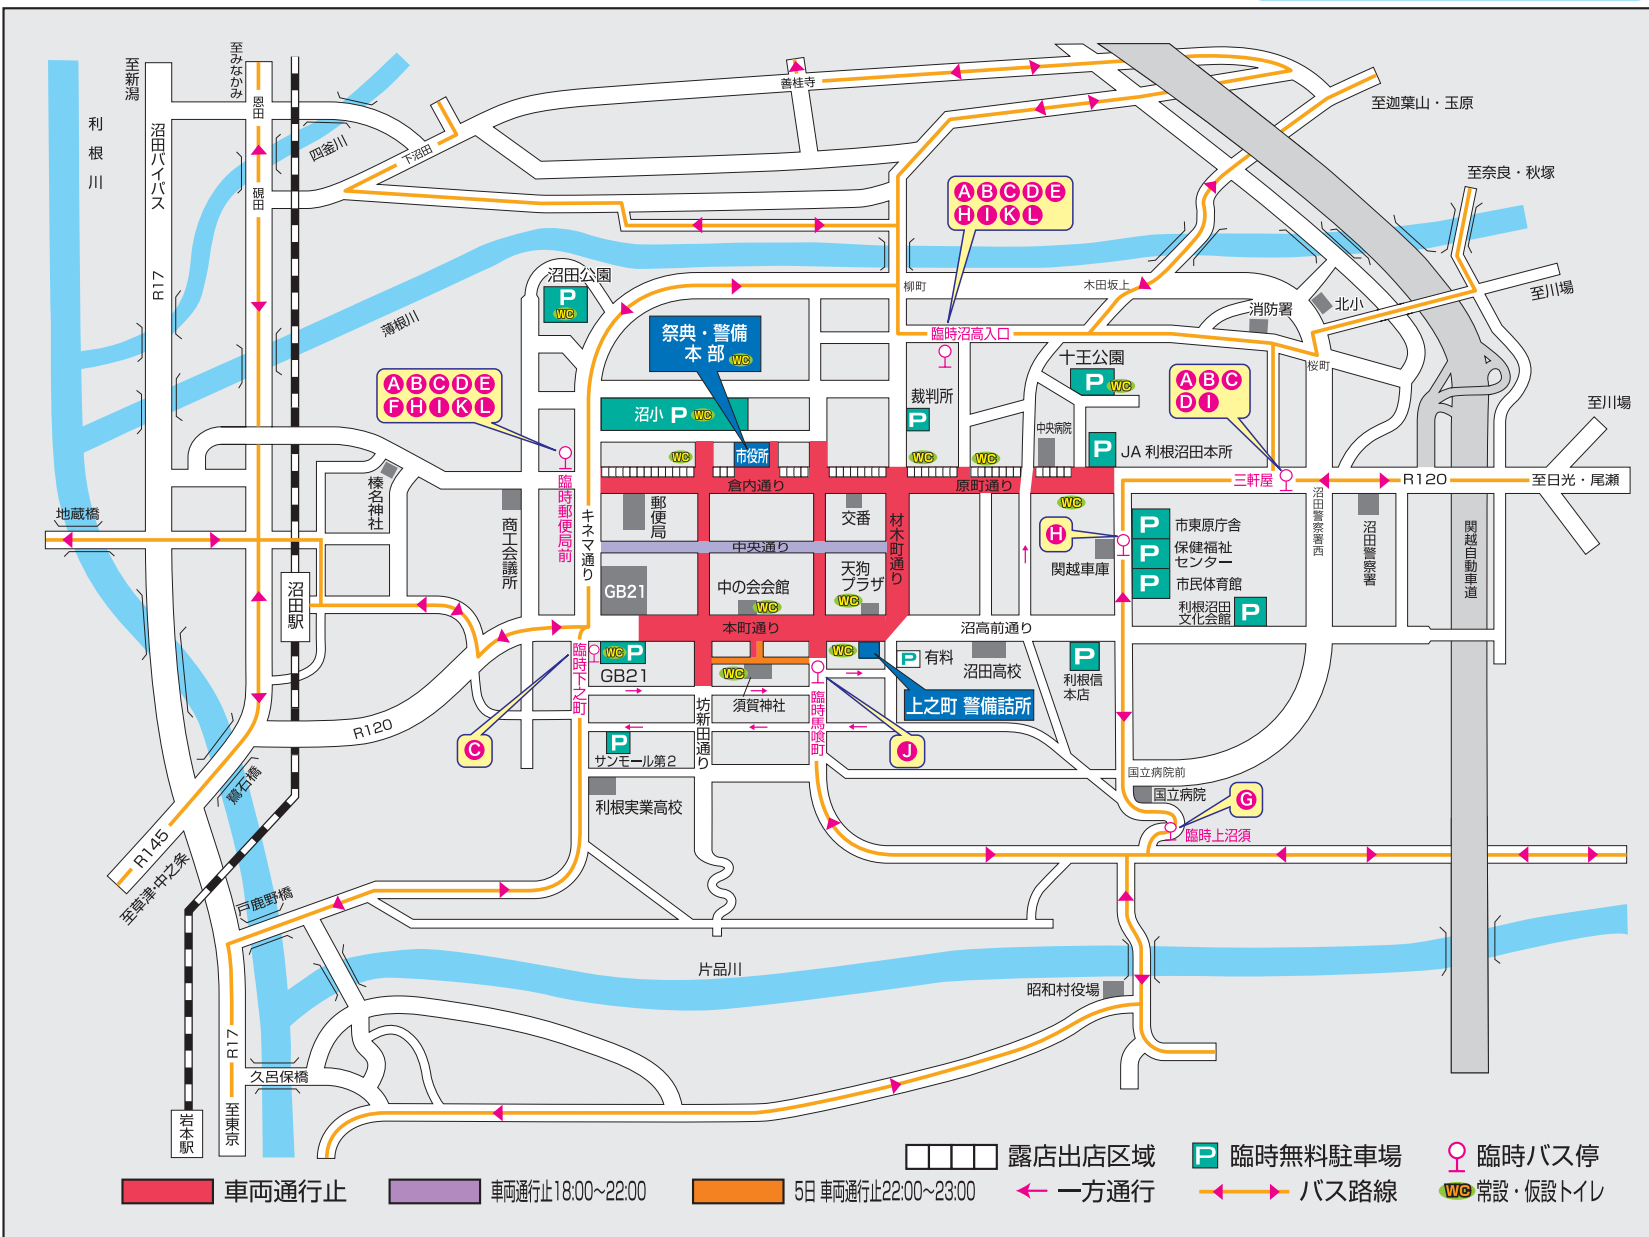 至新潟
至みなかみ
恩田
利根川
沼田バイパス
R17
四釜川
硯田
下沼田
善桂寺
至迦葉山・玉原
至奈良・秋塚
至川場
薄根川
沼田公園
P
WC
A B C D E
H I K L
柳町
木田坂上
消防署
北小
臨時沼高入口
桜町
祭典・警備
本部 WC
十王公園
P WC
A B C D E
F H I K L
A B C
D I
沼小 P WC
裁判所
P
中央病院
P
JA 利根沼田本所
至川場
WC
市役所
WC
WC
倉内通り
原町通り
三軒屋
R120
至日光・尾瀬
榛名神社
地蔵橋
商工会議所
臨時郵便局前
キネマ通り
郵便局
交番
材木町通り
WC
H
関越車庫
P
市東原庁舎
P
保健福祉
センター
P
市民体育館
利根沼田
文化会館
P
沼田警察署西
沼田警察署
関越自動車道
中央通り
沼田駅
GB21
中の会会館
WC
天狗
プラザ
WC
本町通り
沼高前通り
臨時下之町
WC P
GB21
WC
須賀神社
WC
P 有料
沼田高校
P
利根信
本店
上之町 警備詰所
坊新田通り
臨時馬喰町
C
J
P
サンモール第2
利根実業高校
R120
鷺石橋
R145
至草津・中之条
国立病院前
国立病院
G
臨時上沼須
戸鹿野橋
片品川
昭和村役場
R17
久呂保橋
至東京
岩本駅
露店出店区域
P 臨時無料駐車場
臨時バス停
車両通行止
車両通行止18:00~22:00
5日 車両通行止22:00~23:00
一方通行
バス路線
WC 常設・仮設トイレ